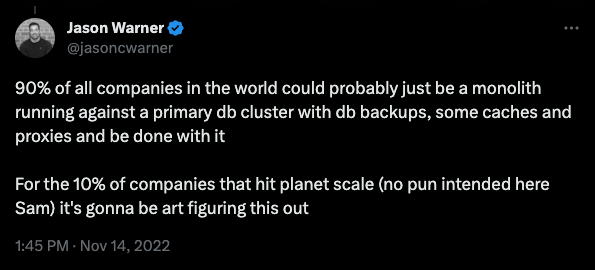 Jason Warner
@jasoncwarner
90% of all companies in the world could probably just be a monolith
running against a primary db cluster with db backups, some caches and
proxies and be done with it
For the 10% of companies that hit planet scale (no pun intended here
Sam) it's gonna be art figuring this out
1:45 PM · Nov 14, 2022